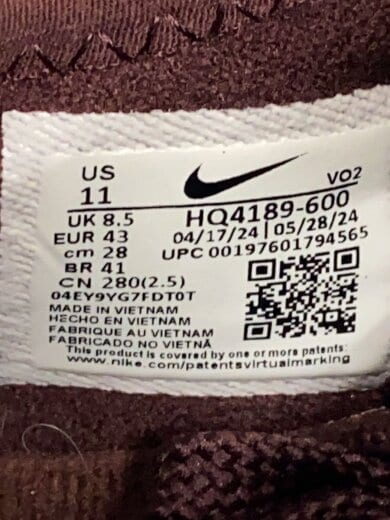 US
11
VO2
UK 8.5
HQ4189-600
EUR 43
04/17/24 | 05/28/24
cm 28
UPC 00197601794565
BR 41
CN 280(2.5)
04EY9YG7FDT0T
MADE IN VIETNAM
HECHO EN VIETNAM
FABRIQUE AU VIETNAM
FABRICADO NO VIETNÃ
This product is covered by one or more patents:
www.nike.com/patentsvirtualmarking